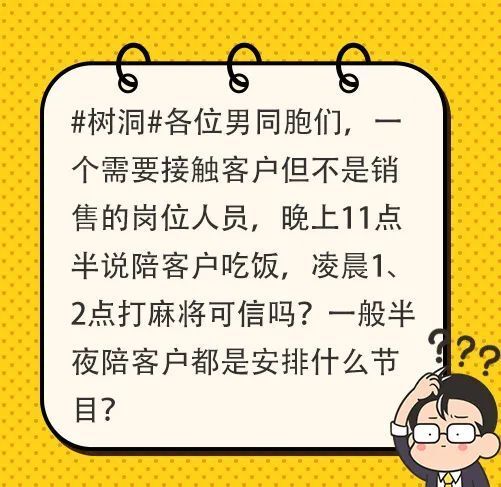 #树洞#各位男同胞们，一
个需要接触客户但不是销
售的岗位人员，晚上11点
半说陪客户吃饭，凌晨1、
2点打麻将可信吗？一般半
夜陪客户都是安排什么节
目？
???